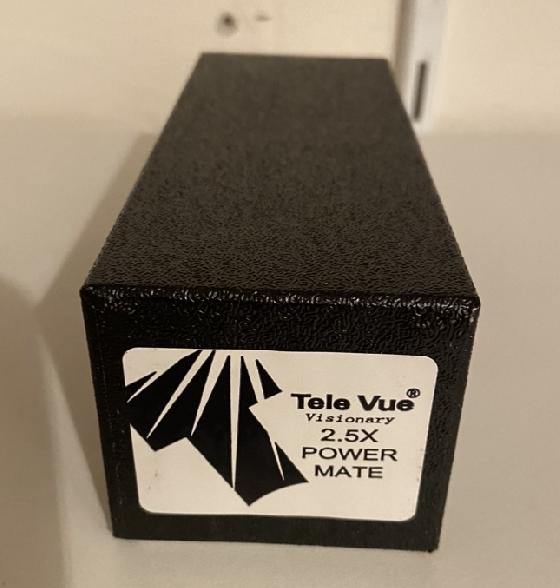 Tele Vue®
Visionary
2.5X
POWER
MATE